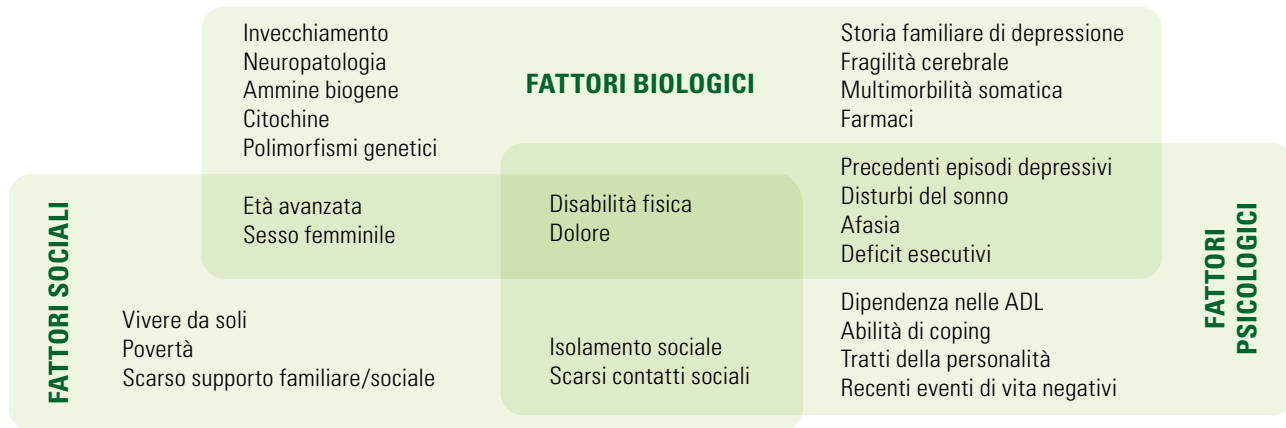 Invecchiamento
Neuropatologia
Ammine biogene
Citochine
Polimorfismi genetici
FATTORI BIOLOGICI
Storia familiare di depressione
Fragilità cerebrale
Multimorbilità somatica
Farmaci
FATTORI SOCIALI
Età avanzata
Sesso femminile
Disabilità fisica
Dolore
Precedenti episodi depressivi
Disturbi del sonno
Afasia
Deficit esecutivi
FATTORI
PSICOLOGICI
Vivere da soli
Povertà
Scarso supporto familiare/sociale
Isolamento sociale
Scarsi contatti sociali
Dipendenza nelle ADL
Abilità di coping
Tratti della personalità
Recenti eventi di vita negativi